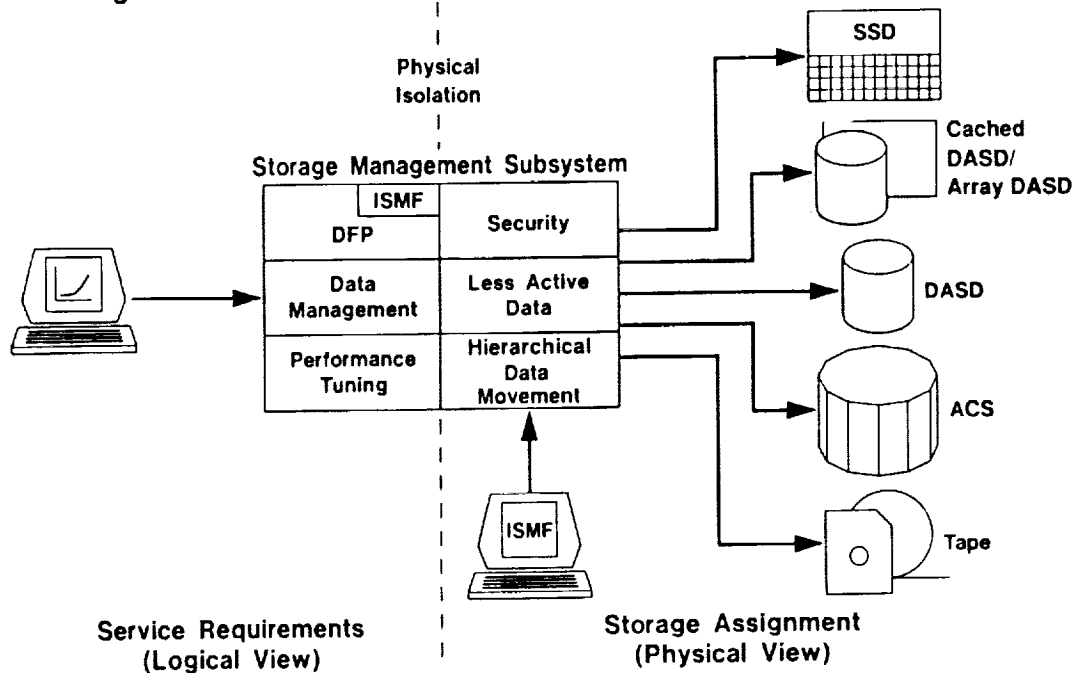 SSD
Physical
Isolation
Cached
DASD/
Array DASD
Storage Management Subsystem
ISMF
DFP
Security
Data
Management
Less Active
Data
DASD
Performance
Tuning
Hierarchical
Data
Movement
ACS
ISMF
Tape
Service Requirements
(Logical View)
Storage Assignment
(Physical View)